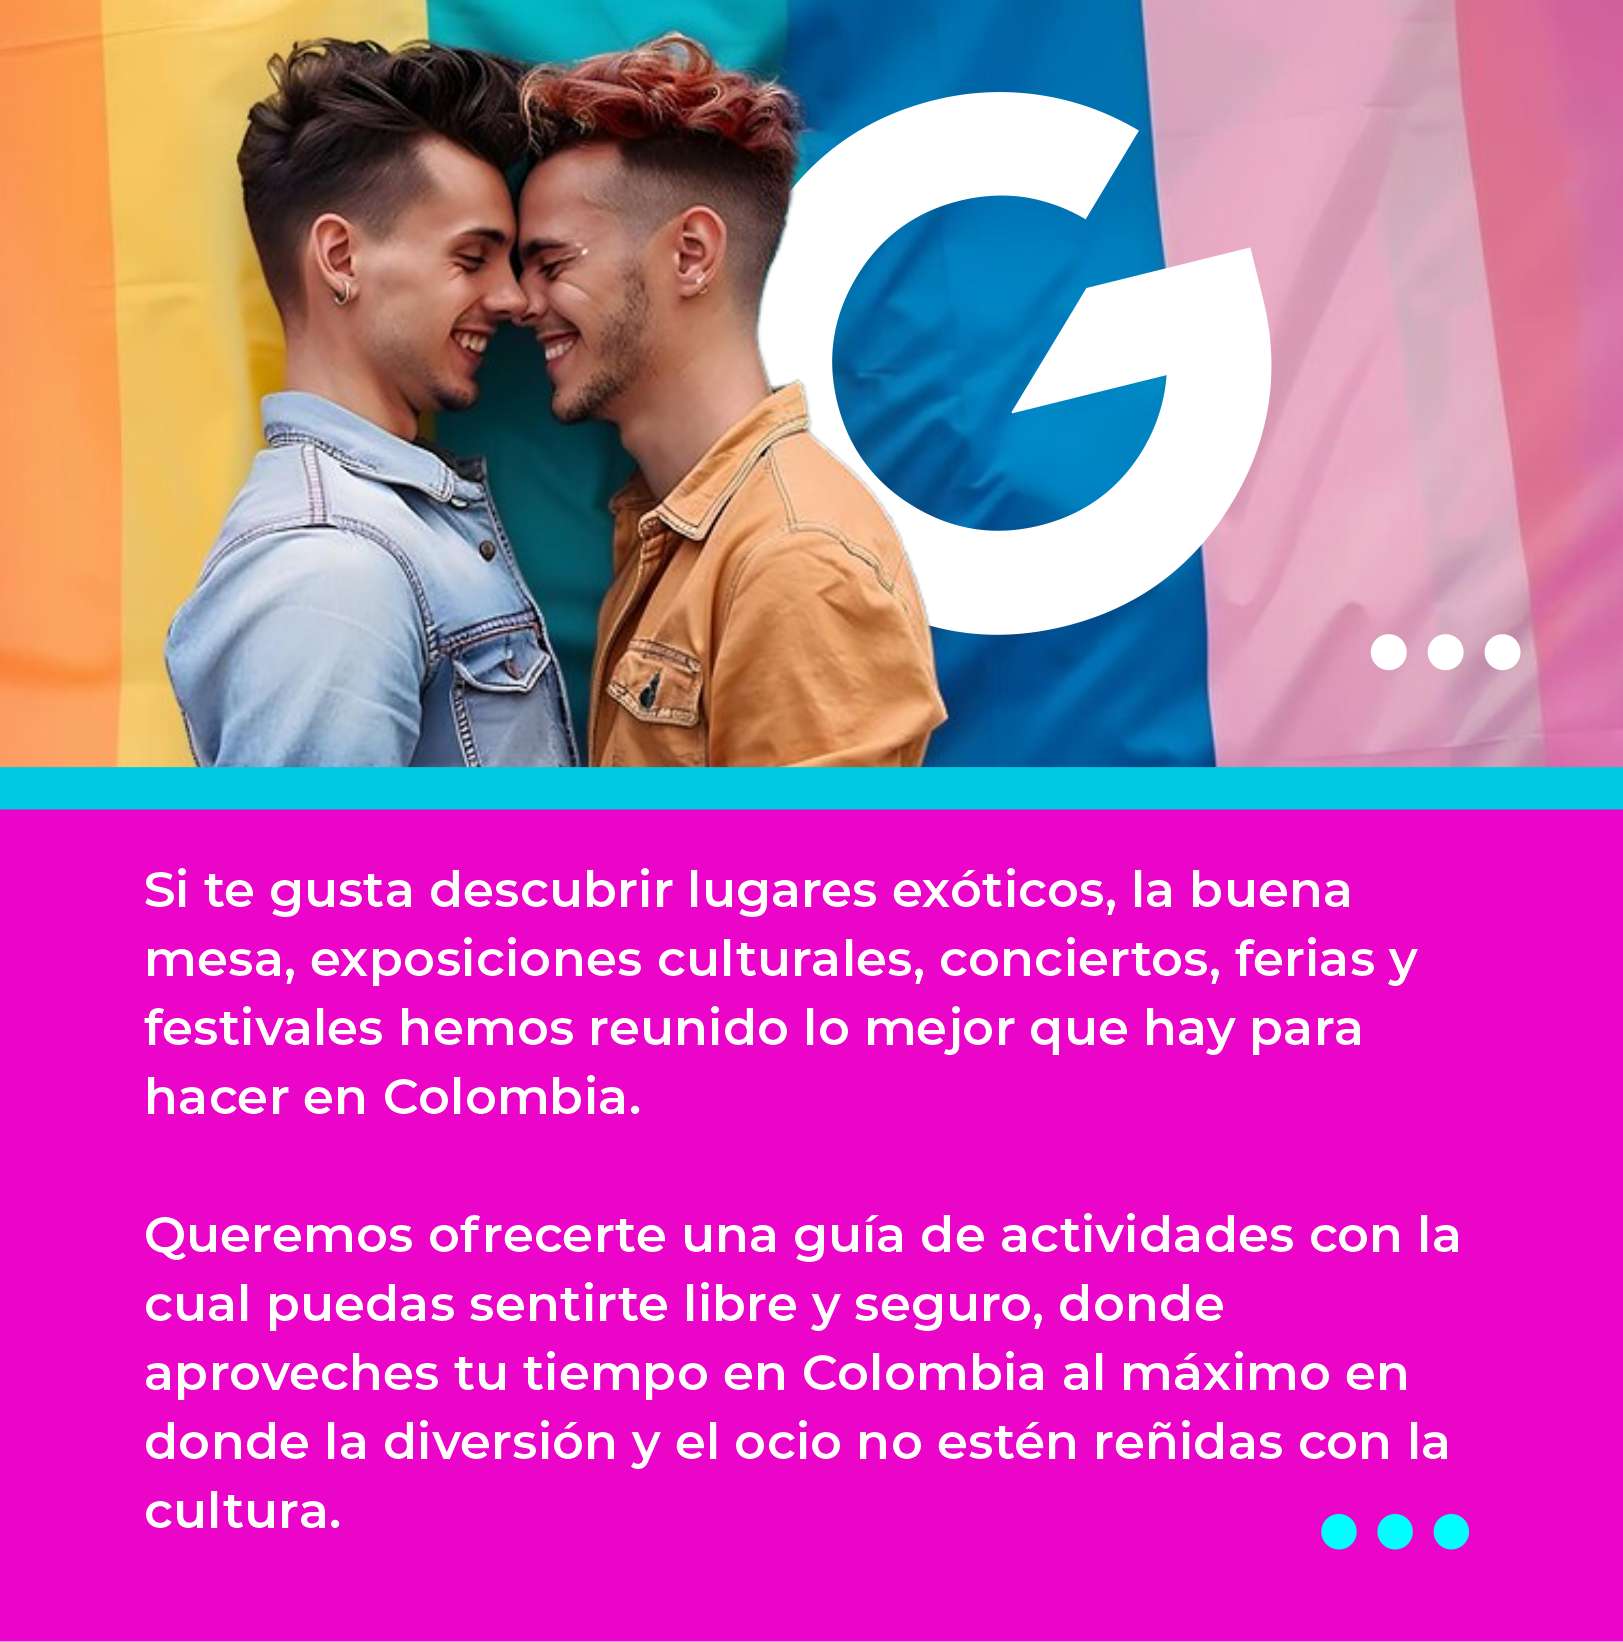 G
Si te gusta descubrir lugares exóticos, la buena
mesa, exposiciones culturales, conciertos, ferias y
festivales hemos reunido lo mejor que hay para
hacer en Colombia.
Queremos ofrecerte una guía de actividades con la
cual puedas sentirte libre y seguro, donde
aproveches tu tiempo en Colombia al máximo en
donde la diversión y el ocio no estén reñidas con la
cultura.